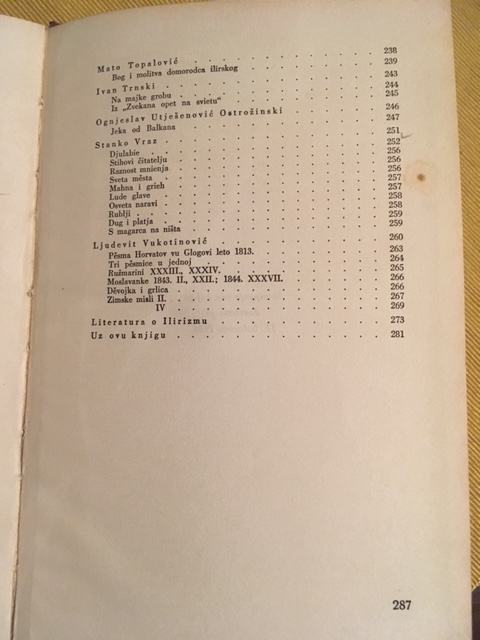 Mato Topalović 238
Bog i molitva domorodca ilirskog 239
Ivan Trnski 243
Na majke grobu 244
Iz „Zvekana opet na svietu“ 245
Ognjeslav Utješenović Ostrožinski 246
Jeka od Balkana 247
Stanko Vraz 251
Djulabie 252
Stihovi čitatelju 256
Raznost mnienja 256
Sveta města 256
Mahna i grieh 257
Lude glave 257
Osveta naravi 258
Rublji 258
Dug i platja 259
S magarca na ništa 259
Ljudevit Vukotinović 260
Pěsma Horvatov vu Glogovi leto 1813. 263
Tri pěsmice u jednoj 264
Ružmarini XXXIII., XXXIV. 265
Moslavanke 1843. II., XXII.; 1844. XXXVII. 266
Děvojka i grlica 266
Zimske misli II. 267
IV 269
Literatura o Ilirizmu 273
Uz ovu knjigu 281
287